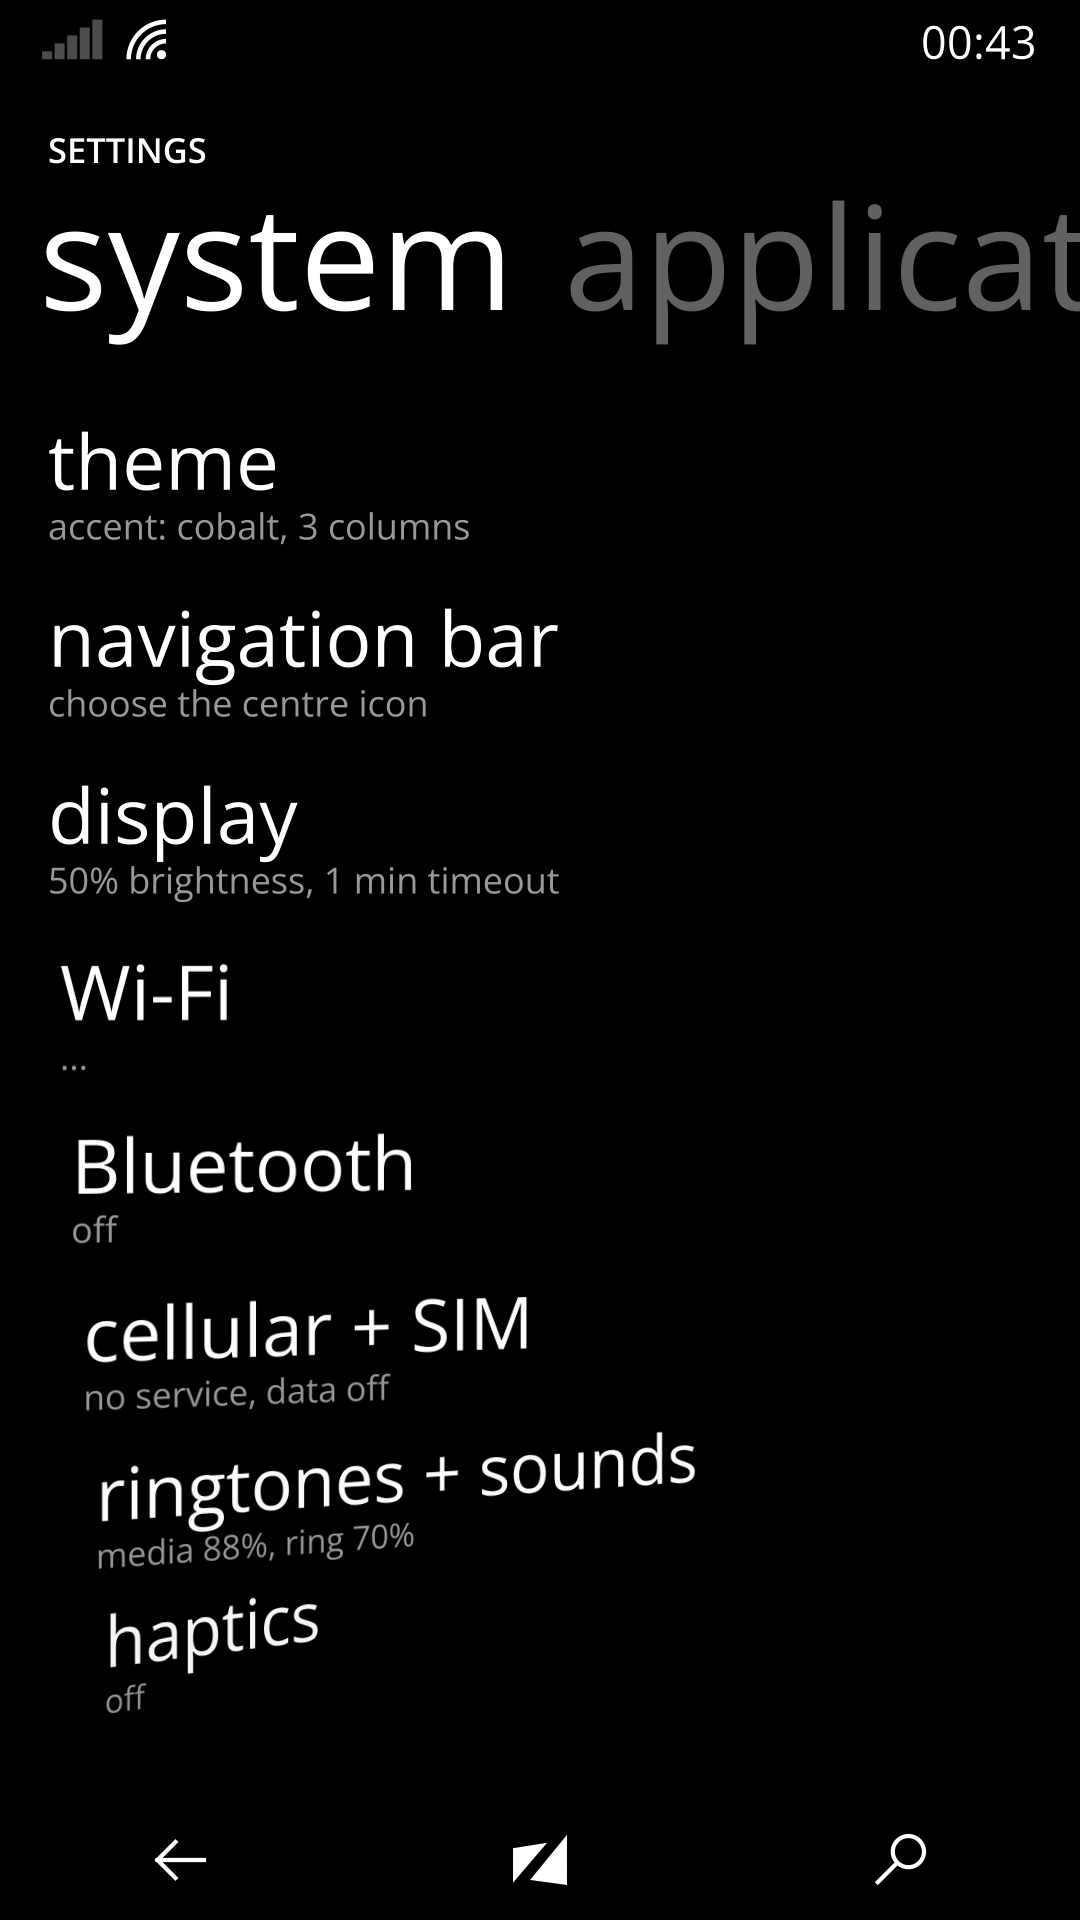 00:43
SETTINGS
system applicat
theme
accent: cobalt, 3 columns
navigation bar
choose the centre icon
display
50% brightness, 1 min timeout
Wi-Fi
...
Bluetooth
off
cellular + SIM
no service, data off
ringtones + sounds
media 88%, ring 70%
haptics
off